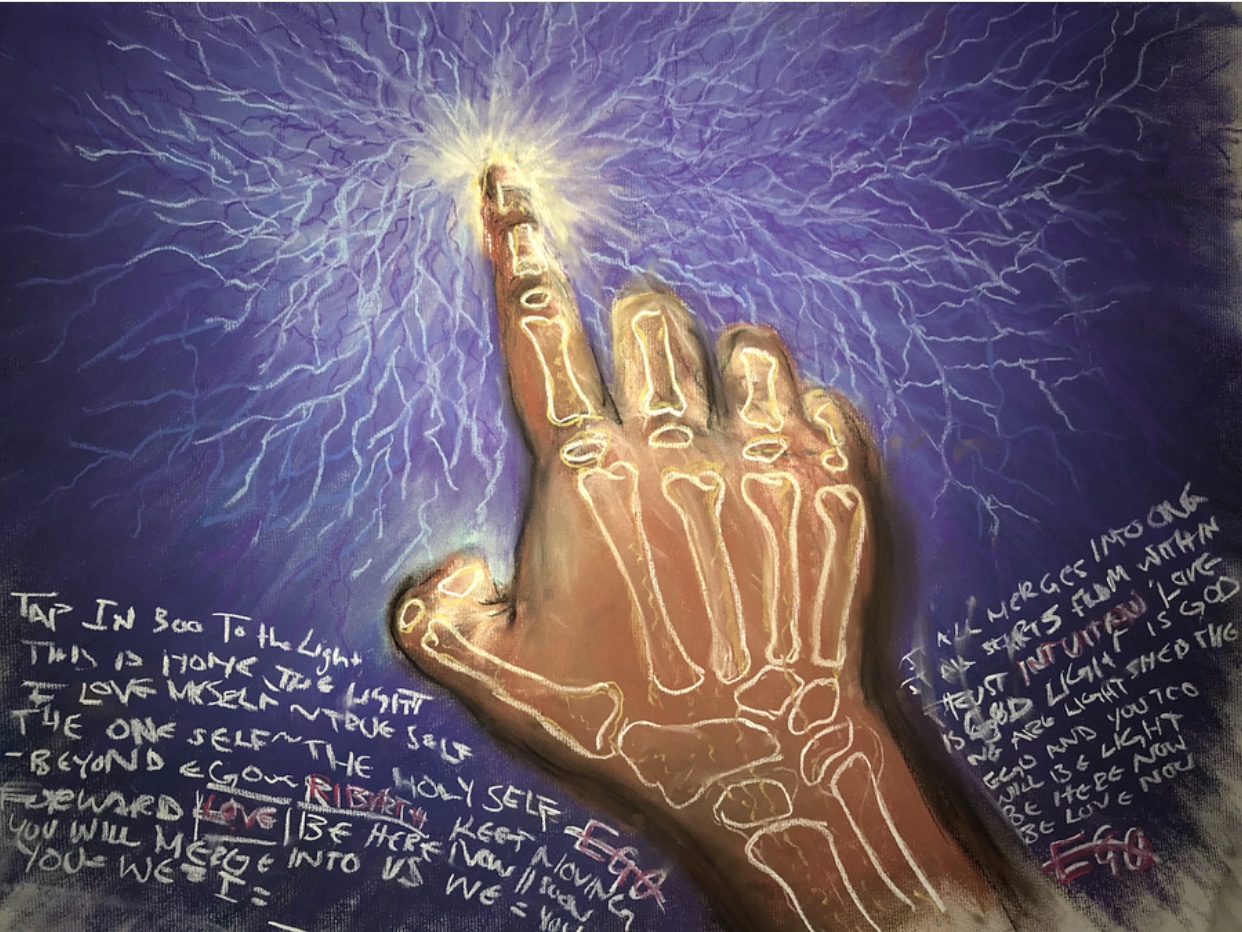 TAP IN BOO To the Light
THIS IS HOME THE LIGHT
I LOVE MYSELF ~ TRUE SELF
THE ONE SELF ~ THE HOLY SELF
- BEYOND EGO RIBIRTH KEEP MOVING
FORWARD |LOVE| BE HERE NOW // SOON
YOU WILL MERGE INTO US WE = YOU
YOU = WE = I =
EGO
IT ALL MERGES INTO ONE
IT ALL STARTS FROM WITHIN
TRUST INTUITION 'LOVE
IS GOD LIGHT IS GOD
WE ARE LIGHT SHED THE
EGO AND YOU TOO
WILL BE LIGHT
BE HERE NOW
BE LOVE NOW
EGO